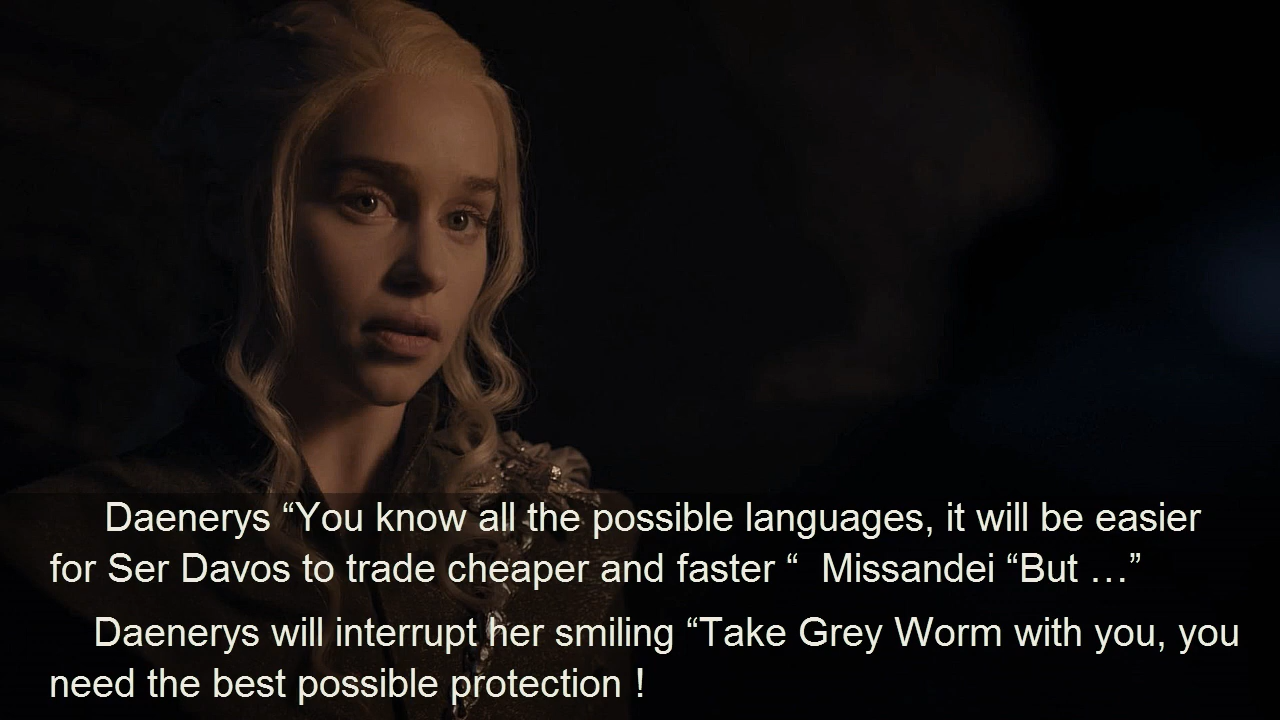 Daenerys “You know all the possible languages, it will be easier
for Ser Davos to trade cheaper and faster “  Missandei “But …”
Daenerys will interrupt her smiling “Take Grey Worm with you, you
need the best possible protection !